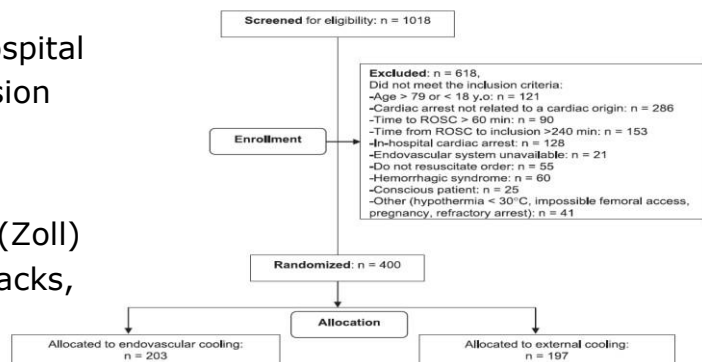 ospital
sion
(Zoll)
acks,
Screened for eligibility: n = 1018
Excluded: n = 618,
Did not meet the inclusion criteria:
-Age > 79 or < 18 y.o: n = 121
-Cardiac arrest not related to a cardiac origin: n = 286
-Time to ROSC > 60 min: n = 90
-Time from ROSC to inclusion >240 min: n = 153
-In-hospital cardiac arrest: n = 128
-Endovascular system unavailable: n = 21
-Do not resuscitate order: n = 55
-Hemorrhagic syndrome: n = 60
-Conscious patient: n = 25
-Other (hypothermia < 30°C, impossible femoral access,
pregnancy, refractory arrest): n = 41
Enrollment
Randomized: n = 400
Allocation
Allocated to endovascular cooling:
n = 203
Allocated to external cooling:
n = 197